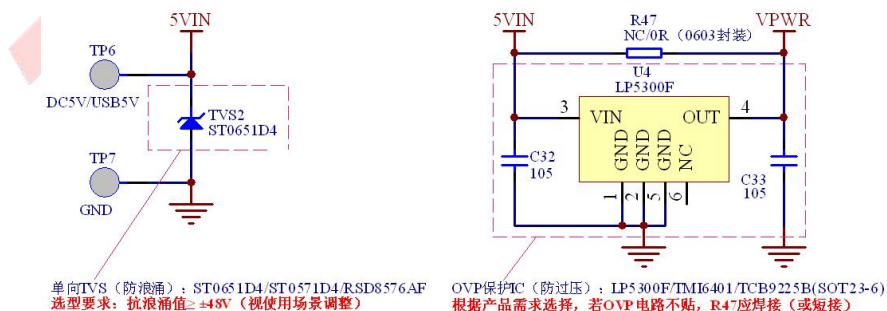 5VIN
TP6
DC5V/USB5V
TVS2
ST0651D4
TP7
GND
单向TVS（防浪涌）：ST0651D4/ST0571D4/RSD8576AF
选型要求：抗浪涌值≥ ±48V（视使用场景调整）
5VIN
R47
VPWR
NC/0R（0603封装）
U4
LP5300F
3
4
VIN
OUT
GND
GND
GND
NC
C32
105
C33
105
1
2
5
6
OVP保护IC（防过压）：LP5300F/TMI6401/TCB9225B(SOT23-6)
根据产品需求选择，若OVP电路不贴，R47应焊接（或短接）